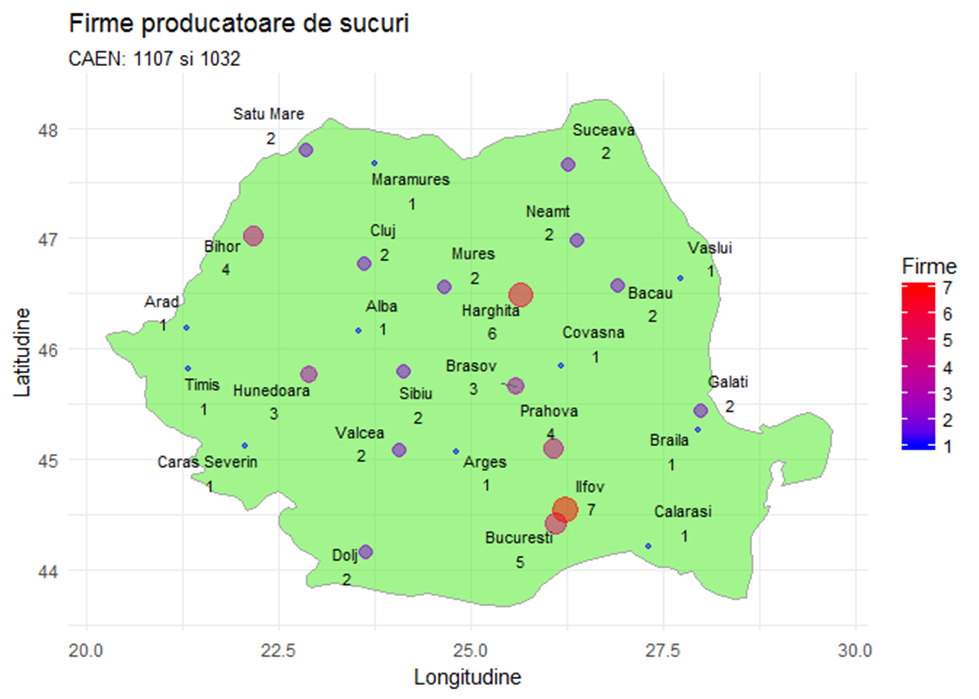 Firme producatoare de sucuri
CAEN: 1107 si 1032
Latitudine
48
47
46
45
44
Satu Mare
2
Suceava
2
Maramures
1
Neamt
2
Cluj
2
Bihor
4
Mures
2
Vaslui
1
Bacau
2
Harghita
6
Arad
1
Alba
1
Covasna
1
Brasov
3
Timis
1
Hunedoara
3
Sibiu
2
Galati
2
Prahova
4
Valcea
2
Braila
1
Caras Severin
1
Arges
1
Ilfov
7
Calarasi
1
Bucuresti
5
Dolj
2
20.0
22.5
25.0
27.5
30.0
Longitudine
Firme
7
6
5
4
3
2
1